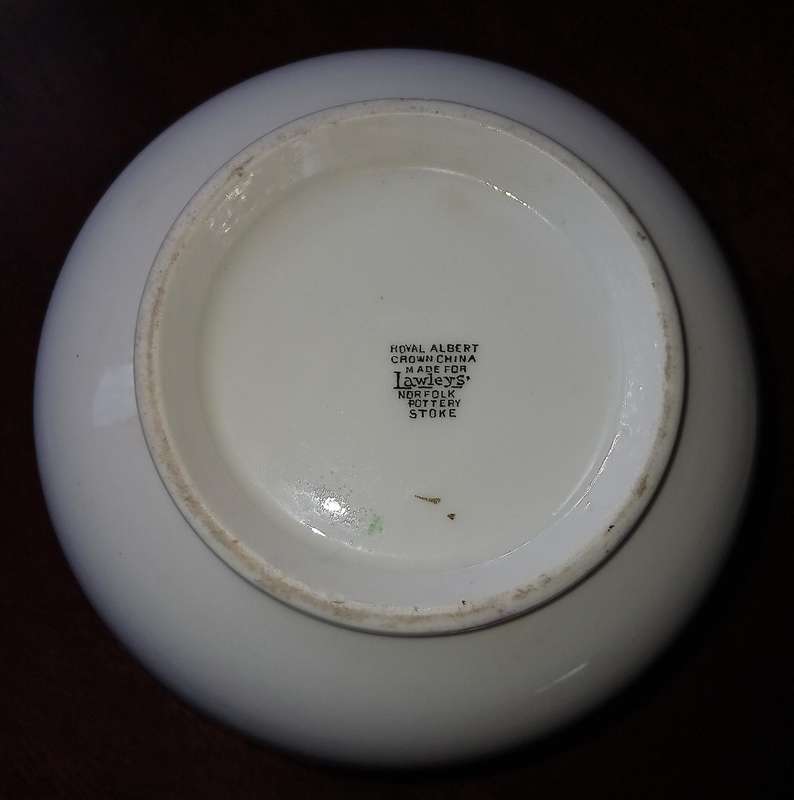 ROYAL ALBERT
CROWN CHINA
MADE FOR
Lawleys'
NORFOLK
POTTERY
STOKE